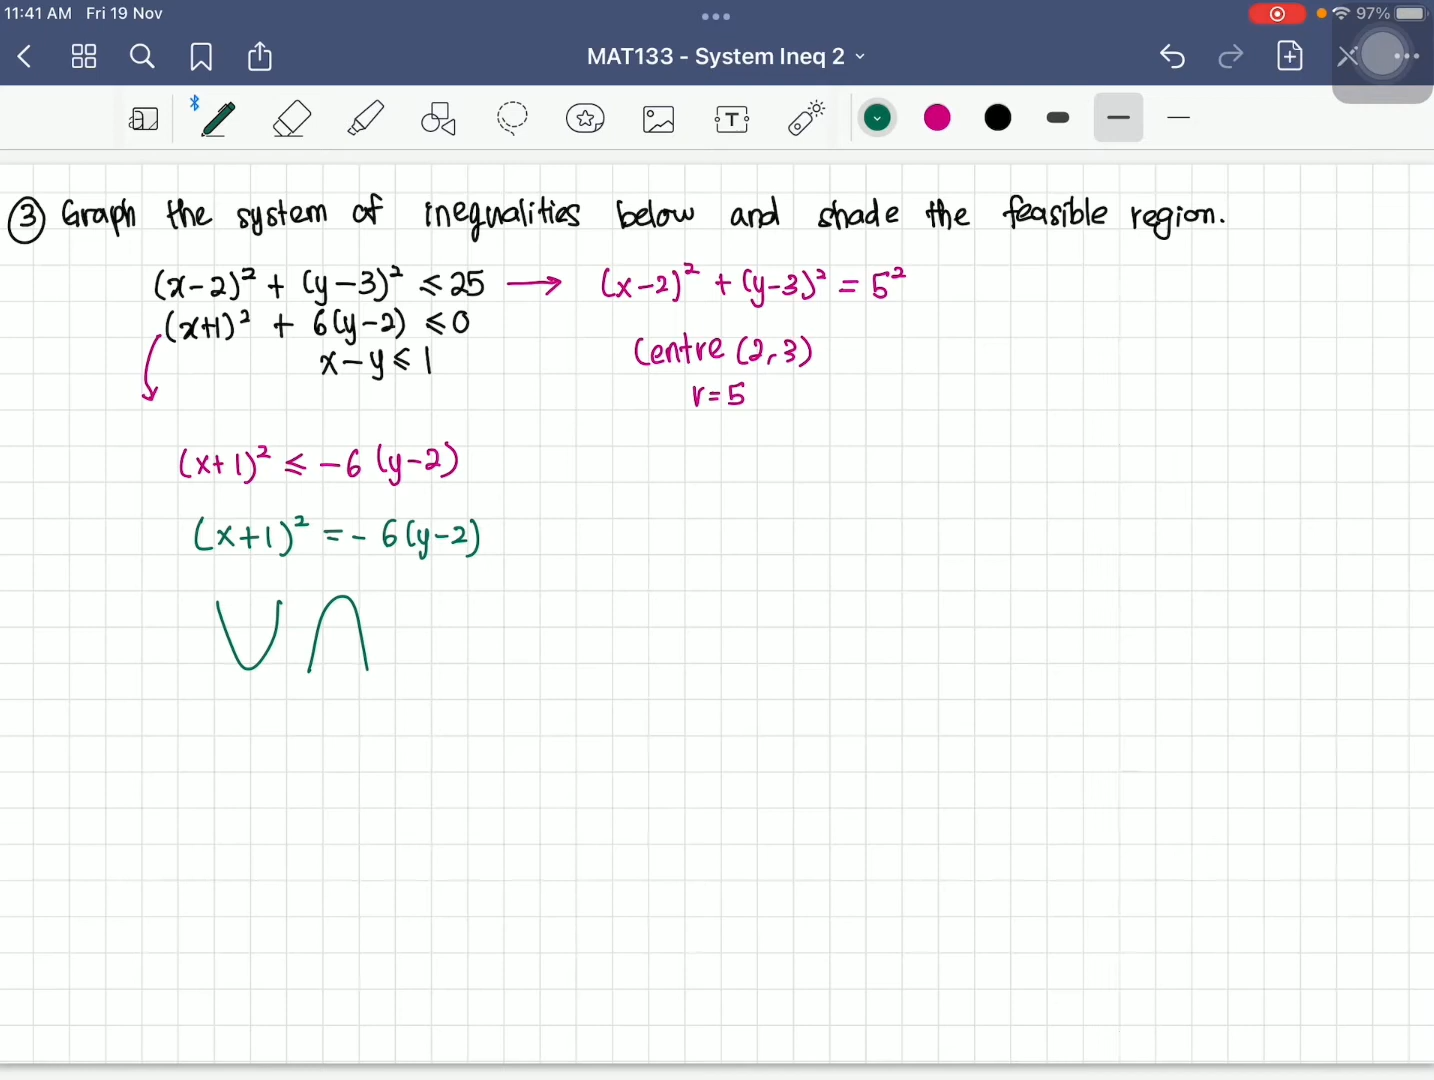 11:41 AM Fri 19 Nov
97%
MAT133 - System Ineq 2
T
③ Graph the system of inequalities below and shade the feasible region.
(x-2)² + (y-3)² ≤ 25 → (x-2)² + (y-3)² = 5²
(x+1)² + 6(y-2) ≤ 0
Centre (2,3)
x-y ≤ 1
r = 5
(x+1)² ≤ -6 (y-2)
(x+1)² = - 6(y-2)